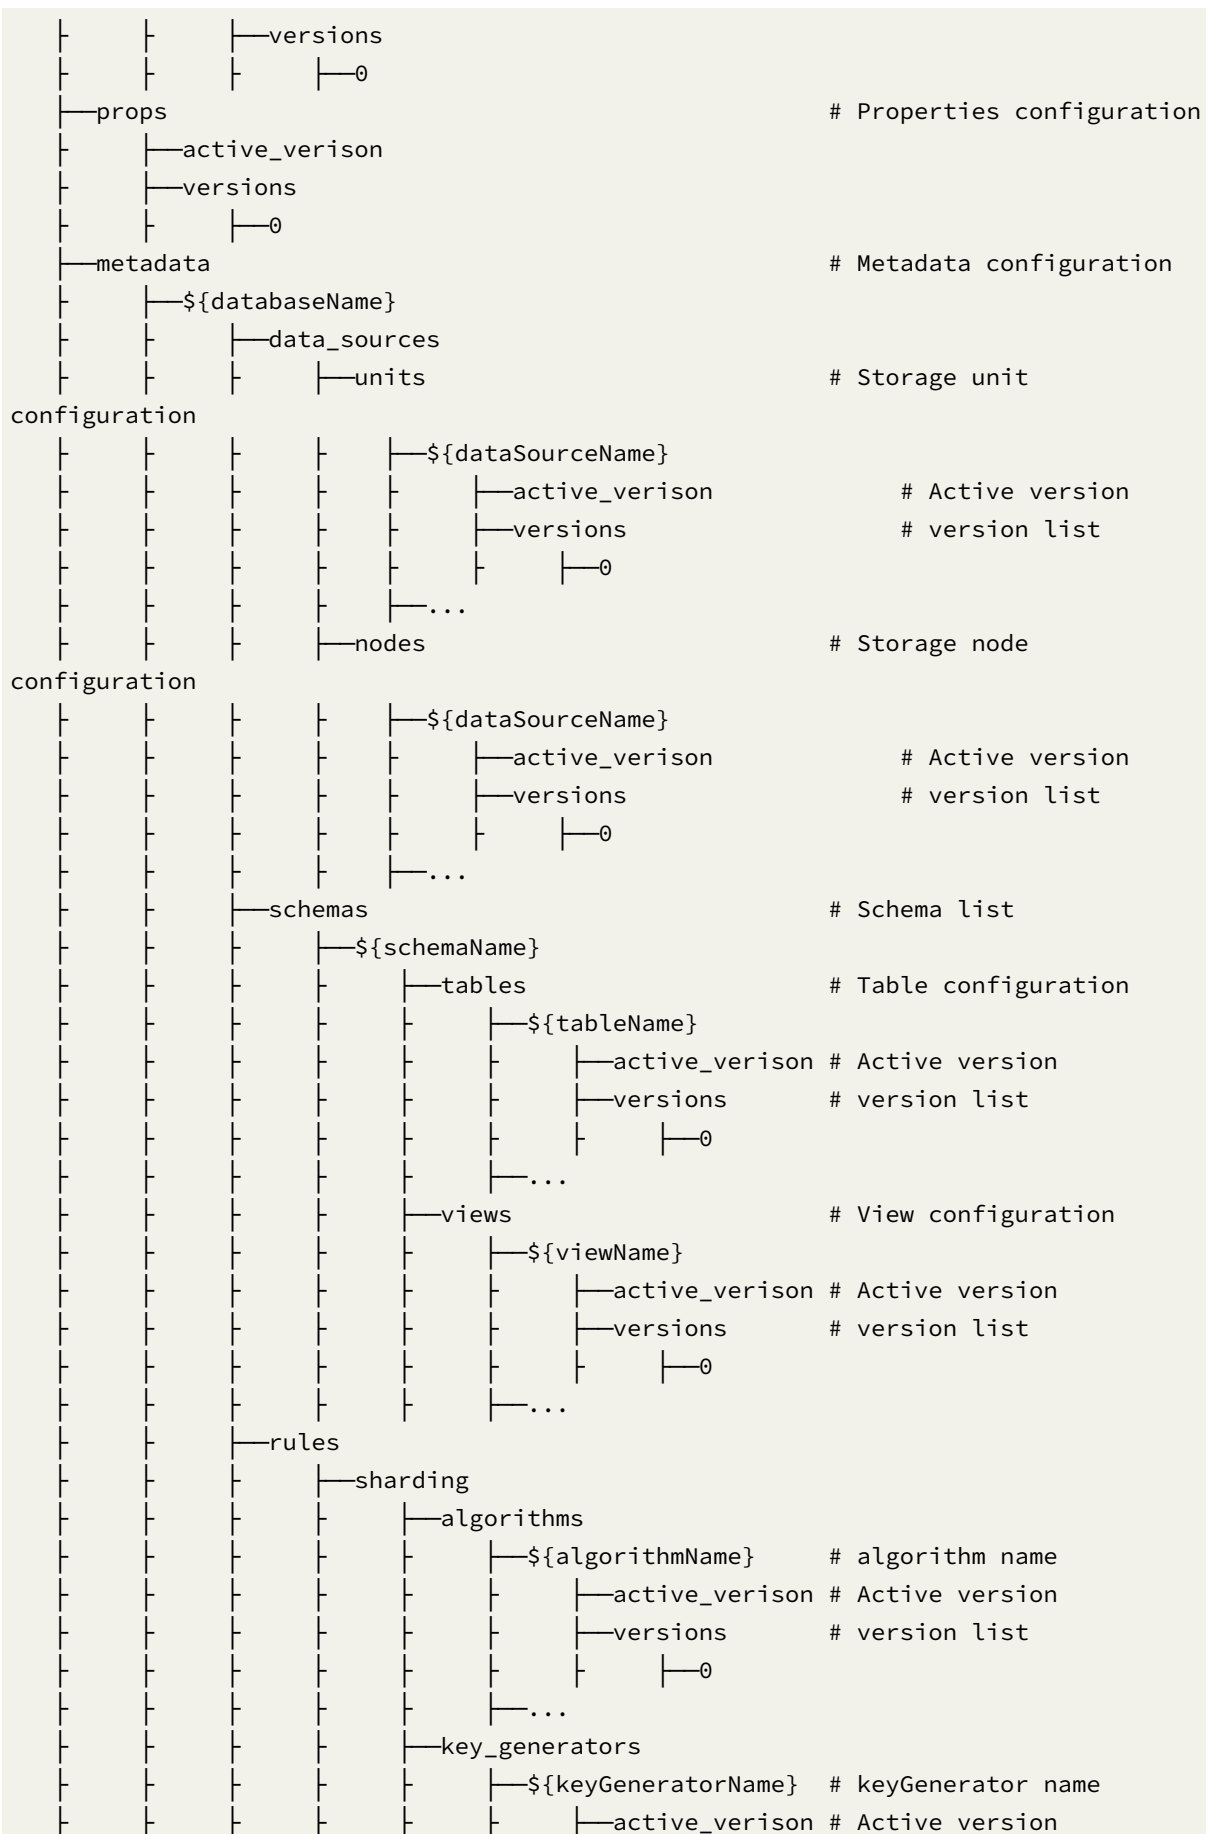 ├     ├     ├──versions
├     ├     ├     ├──0
├──props                                              # Properties configuration
├     ├──active_verison
├     ├──versions
├     ├     ├──0
├──metadata                                           # Metadata configuration
├     ├──${databaseName}
├     ├     ├──data_sources
├     ├     ├     ├──units                            # Storage unit
configuration
├     ├     ├     ├    ├──${dataSourceName}
├     ├     ├     ├    ├     ├──active_verison             # Active version
├     ├     ├     ├    ├     ├──versions                   # version list
├     ├     ├     ├    ├     ├     ├──0
├     ├     ├     ├    ├──...
├     ├     ├     ├──nodes                            # Storage node
configuration
├     ├     ├     ├    ├──${dataSourceName}
├     ├     ├     ├    ├     ├──active_verison             # Active version
├     ├     ├     ├    ├     ├──versions                   # version list
├     ├     ├     ├    ├     ├     ├──0
├     ├     ├     ├    ├──...
├     ├     ├──schemas                                # Schema list
├     ├     ├     ├──${schemaName}
├     ├     ├     ├     ├──tables                     # Table configuration
├     ├     ├     ├     ├     ├──${tableName}
├     ├     ├     ├     ├     ├     ├──active_verison # Active version
├     ├     ├     ├     ├     ├     ├──versions       # version list
├     ├     ├     ├     ├     ├     ├     ├──0
├     ├     ├     ├     ├     ├──...
├     ├     ├     ├     ├──views                      # View configuration
├     ├     ├     ├     ├     ├──${viewName}
├     ├     ├     ├     ├     ├     ├──active_verison # Active version
├     ├     ├     ├     ├     ├     ├──versions       # version list
├     ├     ├     ├     ├     ├     ├     ├──0
├     ├     ├     ├     ├     ├──...
├     ├     ├──rules
├     ├     ├     ├──sharding
├     ├     ├     ├     ├──algorithms
├     ├     ├     ├     ├     ├──${algorithmName}     # algorithm name
├     ├     ├     ├     ├     ├     ├──active_verison # Active version
├     ├     ├     ├     ├     ├     ├──versions       # version list
├     ├     ├     ├     ├     ├     ├     ├──0
├     ├     ├     ├     ├     ├──...
├     ├     ├     ├     ├──key_generators
├     ├     ├     ├     ├     ├──${keyGeneratorName}  # keyGenerator name
├     ├     ├     ├     ├     ├     ├──active_verison # Active version